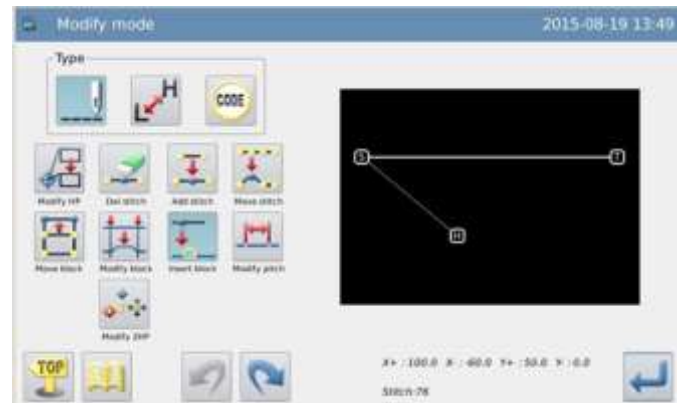 Modify mode
2015-08-19 13:49
Type
L H
CODE
Modify HP
Del stitch
Add stitch
Move stitch
Move block
Modify block
Insert block
Modify pitch
Modify 2HP
S
T
H
TOP
X+ :100.0 X- :-60.0 Y+ :50.0 Y- :0.0
Stitch:76